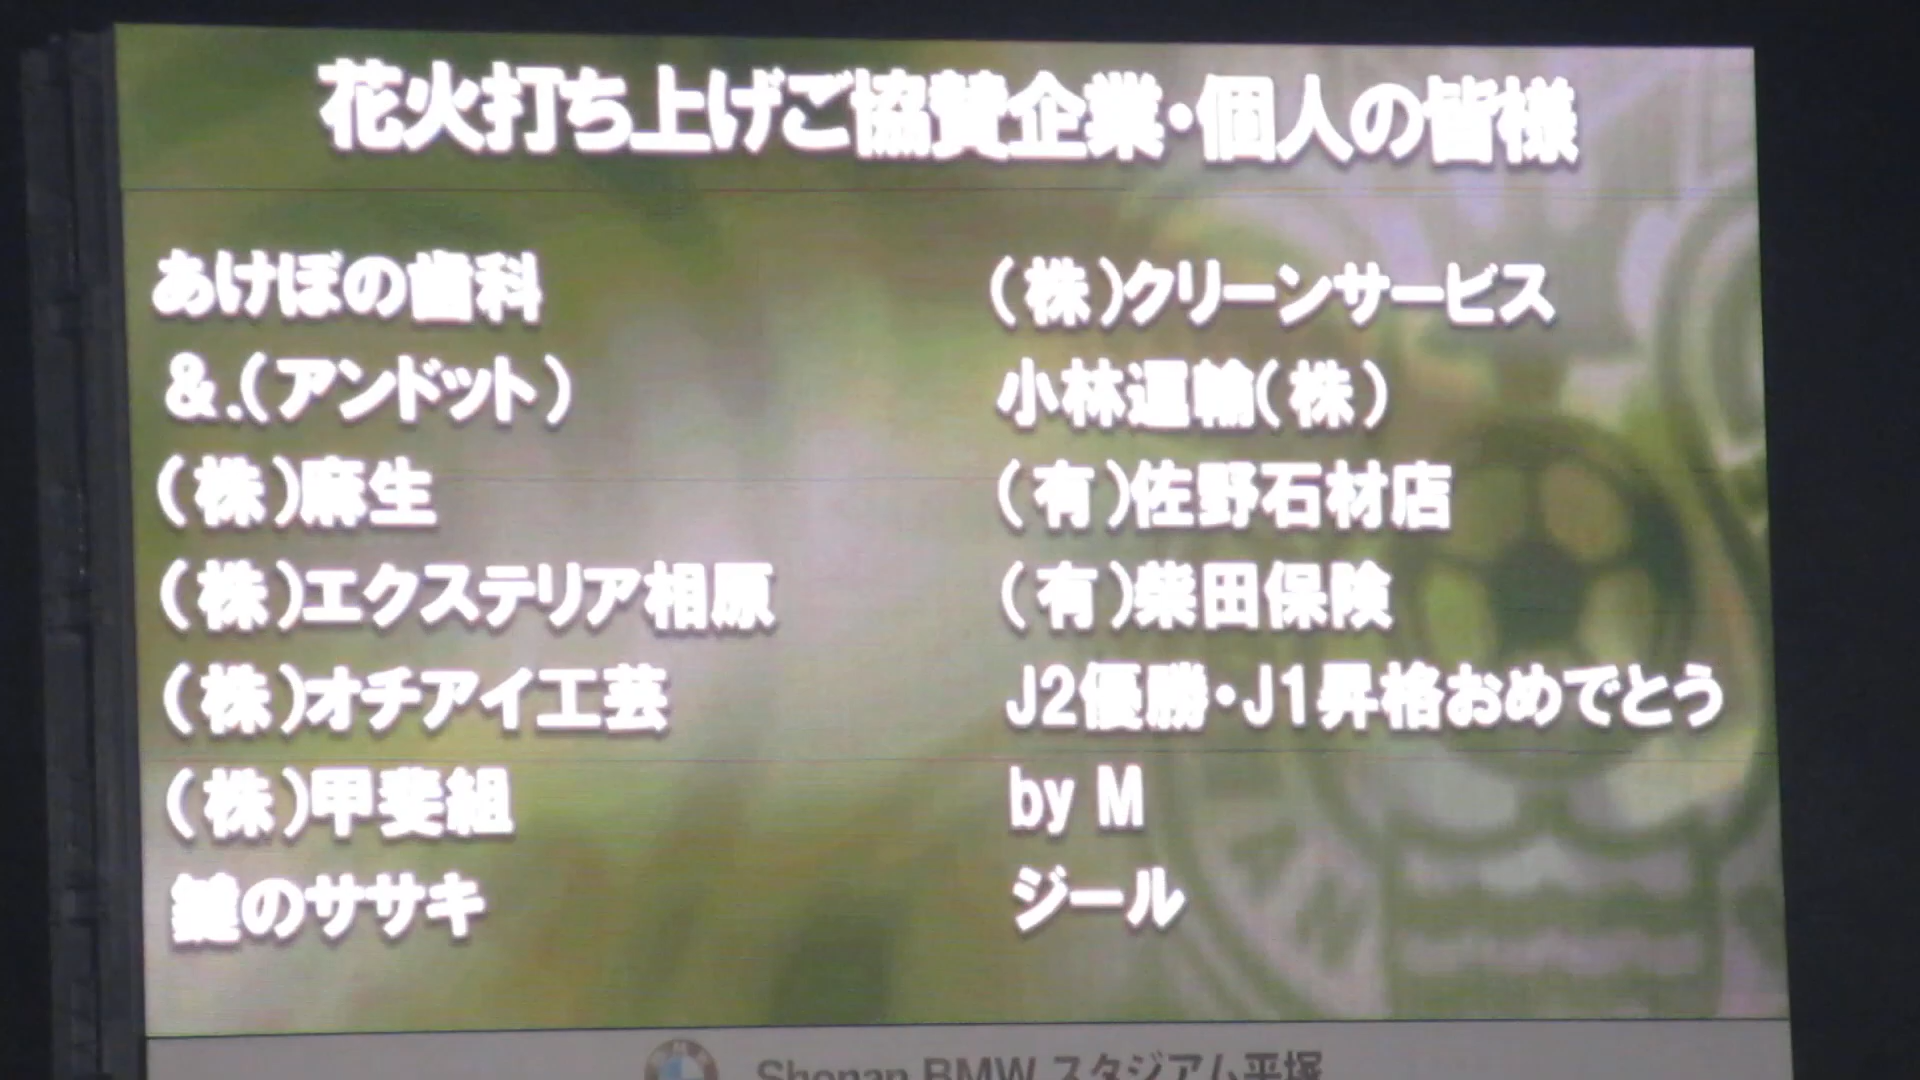 花火打ち上げご協賛企業・個人の皆様
あけぼの歯科
&.(アンドット)
(株)麻生
(株)エクステリア相原
(株)オチアイ工芸
(株)甲斐組
鍵のササキ
(株)クリーンサービス
小林運輸(株)
(有)佐野石材店
(有)柴田保険
J2優勝・J1昇格おめでとう
by M
ジール
Shonan BMW スタジアム平塚